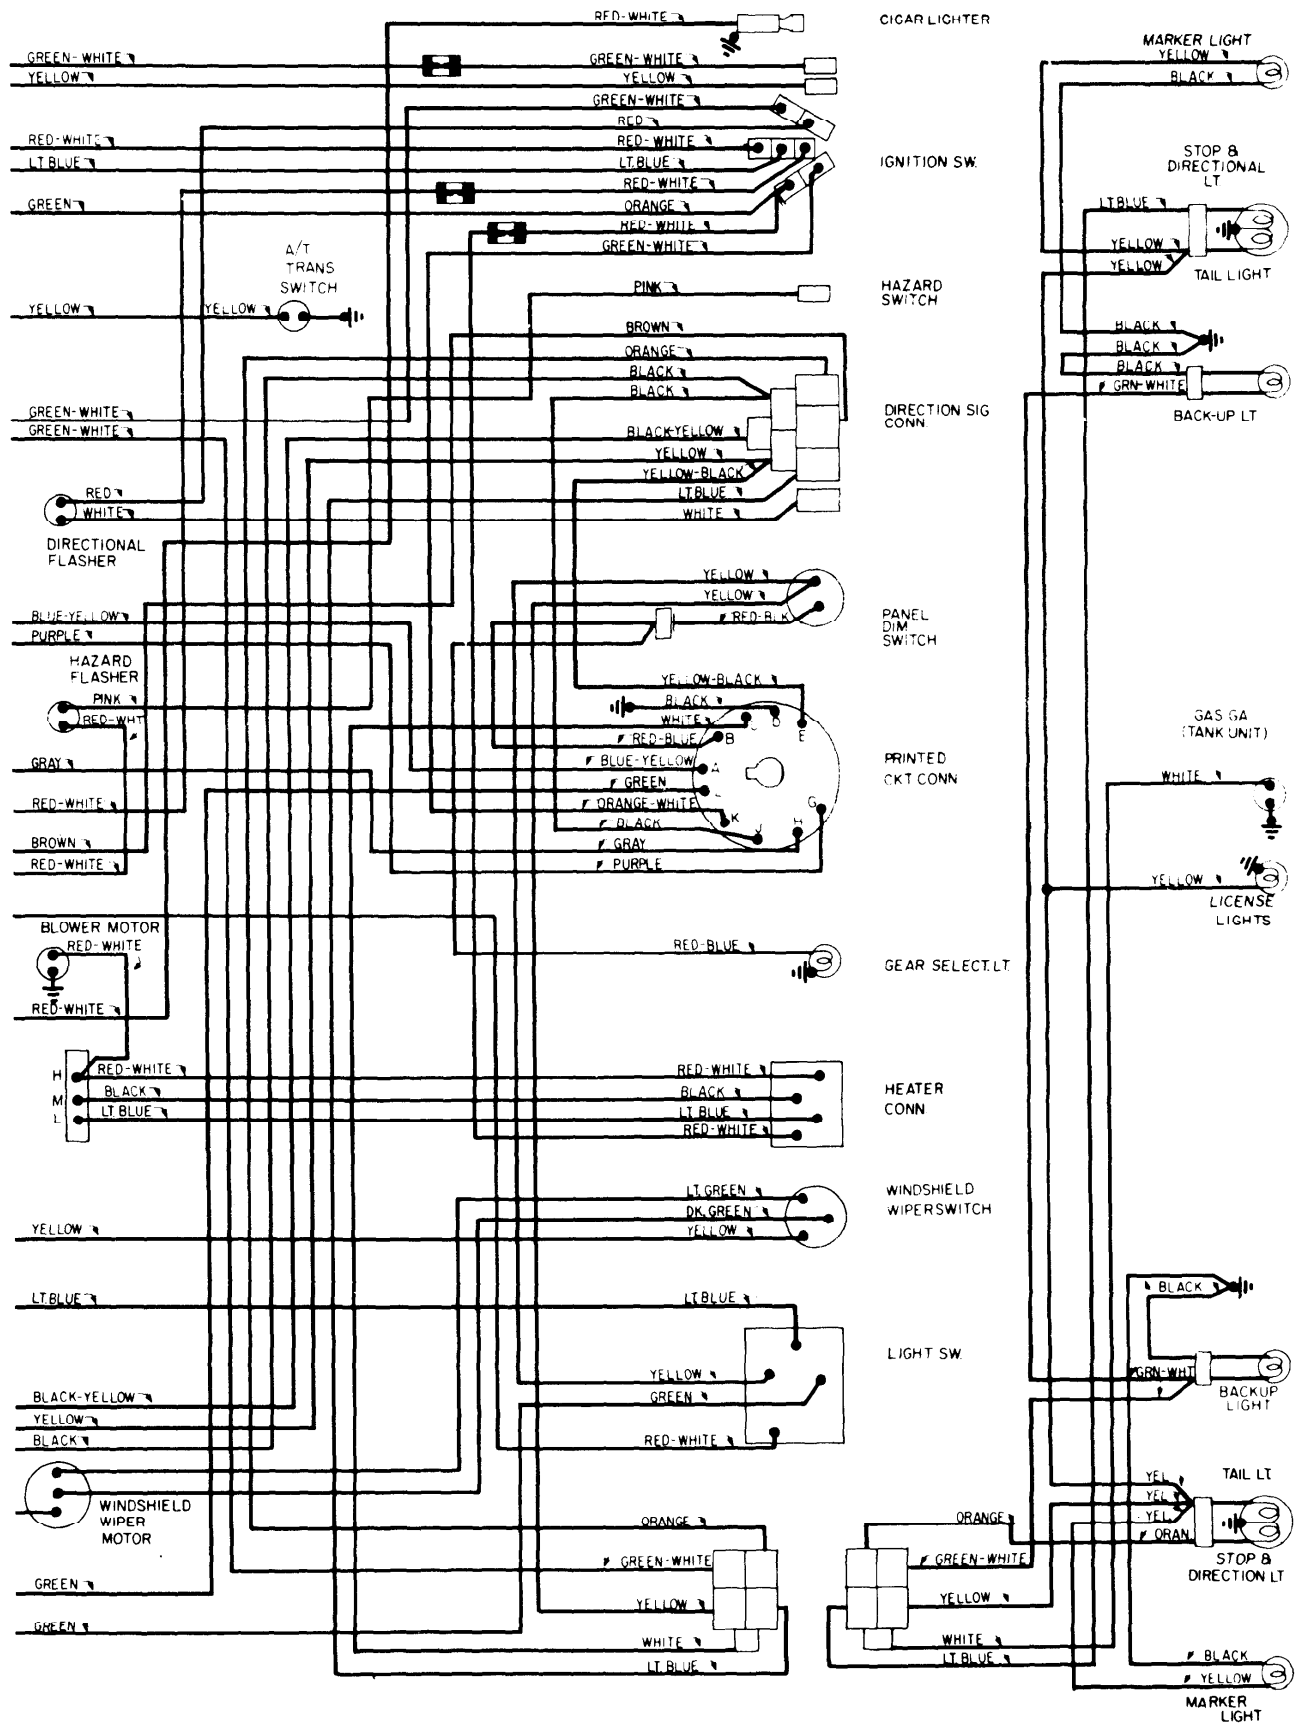 RED-WHITE
CIGAR LIGHTER
MARKER LIGHT
YELLOW
BLACK
GREEN-WHITE
GREEN-WHITE
YELLOW
YELLOW
GREEN-WHITE
RED
RED-WHITE
RED-WHITE
LT BLUE
LT.BLUE
IGNITION SW.
RED-WHITE
GREEN
ORANGE
RED-WHITE
GREEN-WHITE
STOP &
DIRECTIONAL
LT.
LT.BLUE
YELLOW
YELLOW
TAIL LIGHT
A/T
TRANS
SWITCH
YELLOW
YELLOW
PINK
HAZARD
SWITCH
BROWN
ORANGE
BLACK
BLACK
BLACK
BLACK
BLACK
GRN-WHITE
BACK-UP LT
GREEN-WHITE
GREEN-WHITE
DIRECTION SIG
CONN.
BLACK-YELLOW
YELLOW
YELLOW-BLACK
LT.BLUE
WHITE
RED
WHITE
DIRECTIONAL
FLASHER
YELLOW
YELLOW
RED-BLK
PANEL
DIM
SWITCH
BLUE-YELLOW
PURPLE
HAZARD
FLASHER
PINK
RED-WHT
YELLOW-BLACK
BLACK
WHITE
RED-BLUE
BLUE-YELLOW
GREEN
ORANGE-WHITE
BLACK
GRAY
PURPLE
D
E
B
A
G
K
H
J
PRINTED
CKT CONN
GAS GA
(TANK UNIT)
WHITE
GRAY
RED-WHITE
BROWN
RED-WHITE
YELLOW
LICENSE
LIGHTS
BLOWER MOTOR
RED-WHITE
RED-BLUE
GEAR SELECT. LT.
RED-WHITE
H
M
L
RED-WHITE
BLACK
LT.BLUE
RED-WHITE
BLACK
LT.BLUE
RED-WHITE
HEATER
CONN
LT.GREEN
DK.GREEN
YELLOW
WINDSHIELD
WIPERSWITCH
YELLOW
LT.BLUE
LT.BLUE
BLACK
LIGHT SW.
YELLOW
GREEN
RED-WHITE
GRN-WHT
BACKUP
LIGHT
BLACK-YELLOW
YELLOW
BLACK
WINDSHIELD
WIPER
MOTOR
YEL
YEL
YEL
ORAN
TAIL LT
STOP &
DIRECTION LT
ORANGE
GREEN-WHITE
YELLOW
WHITE
LT.BLUE
ORANGE
GREEN-WHITE
YELLOW
WHITE
LT.BLUE
GREEN
GREEN
BLACK
YELLOW
MARKER
LIGHT